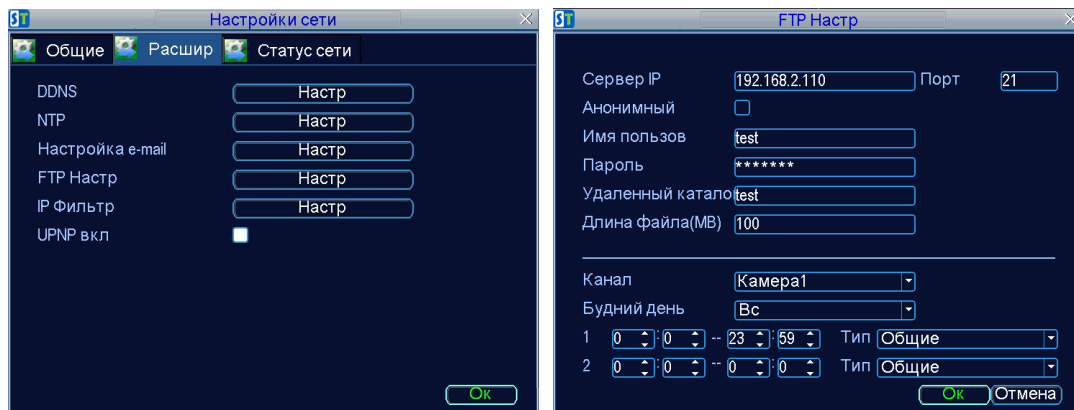 ST Настройки сети
Общие Расшир Статус сети
DDNS Настр
NTP Настр
Настройка e-mail Настр
FTP Настр Настр
IP Фильтр Настр
UPNP вкл
Ок
ST FTP Настр
Сервер IP 192.168.2.110 Порт 21
Анонимный
Имя пользов test
Пароль *******
Удаленный катало test
Длина файла(MB) 100
Канал Камера1
Будний день Вс
1 0 : 0 -- 23 : 59 Тип Общие
2 0 : 0 -- 0 : 0 Тип Общие
Ок Отмена